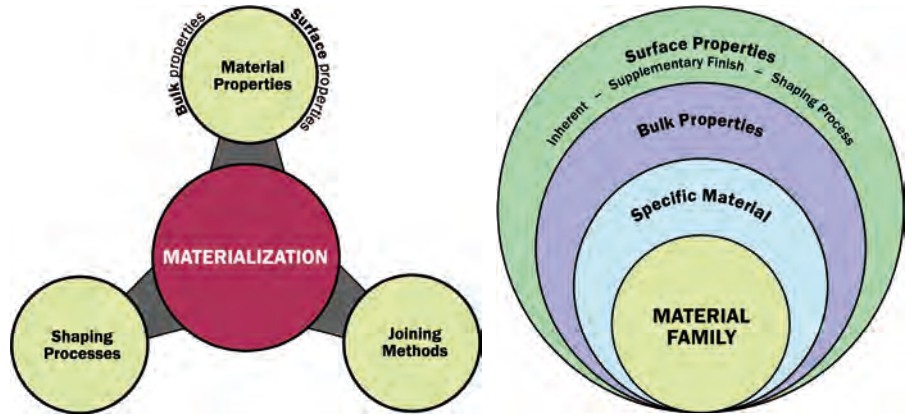 Bulk properties
Surface properties
Material
Properties
MATERIALIZATION
Shaping
Processes
Joining
Methods
Surface Properties
Inherent – Supplementary Finish – Shaping Process
Bulk Properties
Specific Material
MATERIAL
FAMILY